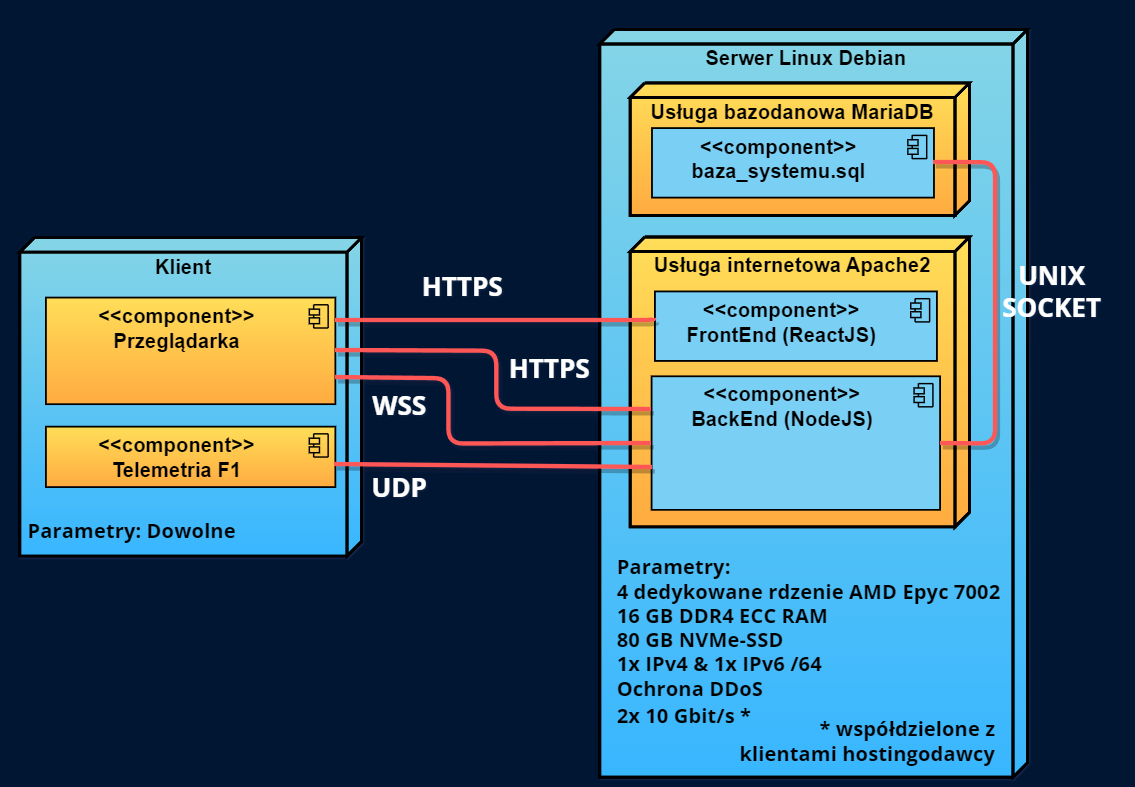 Serwer Linux Debian
Usługa bazodanowa MariaDB
<<component>>
baza_systemu.sql
Klient
<<component>>
Przeglądarka
<<component>>
Telemetria F1
Parametry: Dowolne
HTTPS
HTTPS
WSS
UDP
Usługa internetowa Apache2
<<component>>
FrontEnd (ReactJS)
<<component>>
BackEnd (NodeJS)
UNIX
SOCKET
Parametry:
4 dedykowane rdzenie AMD Epyc 7002
16 GB DDR4 ECC RAM
80 GB NVMe-SSD
1x IPv4 & 1x IPv6 /64
Ochrona DDoS
2x 10 Gbit/s *
* współdzielone z
klientami hostingodawcy